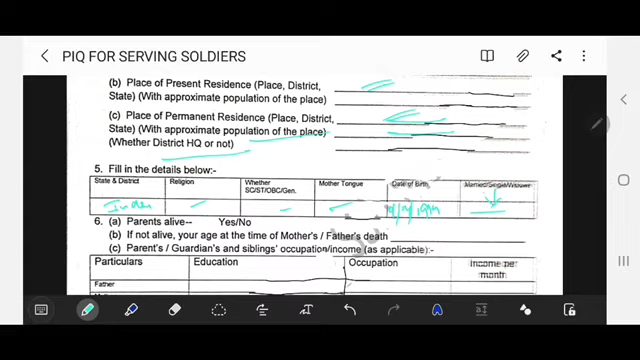 PIQ FOR SERVING SOLDIERS
(b) Place of Present Residence (Place, District,
State) (With approximate population of the place)
(c) Place of Permanent Residence (Place, District,
State) (With approximate population of the place)
(Whether District HQ or not)
5. Fill in the details below:-
State & District Religion Whether SC/ST/OBC/Gen. Mother Tongue Date of Birth Married/Single/Widower
6. (a) Parents alive- Yes/No
(b) If not alive, your age at the time of Mother's / Father's death
(c) Parent's / Guardian's and siblings' occupation/income (as applicable):-
Particulars Education Occupation Income per month
Father